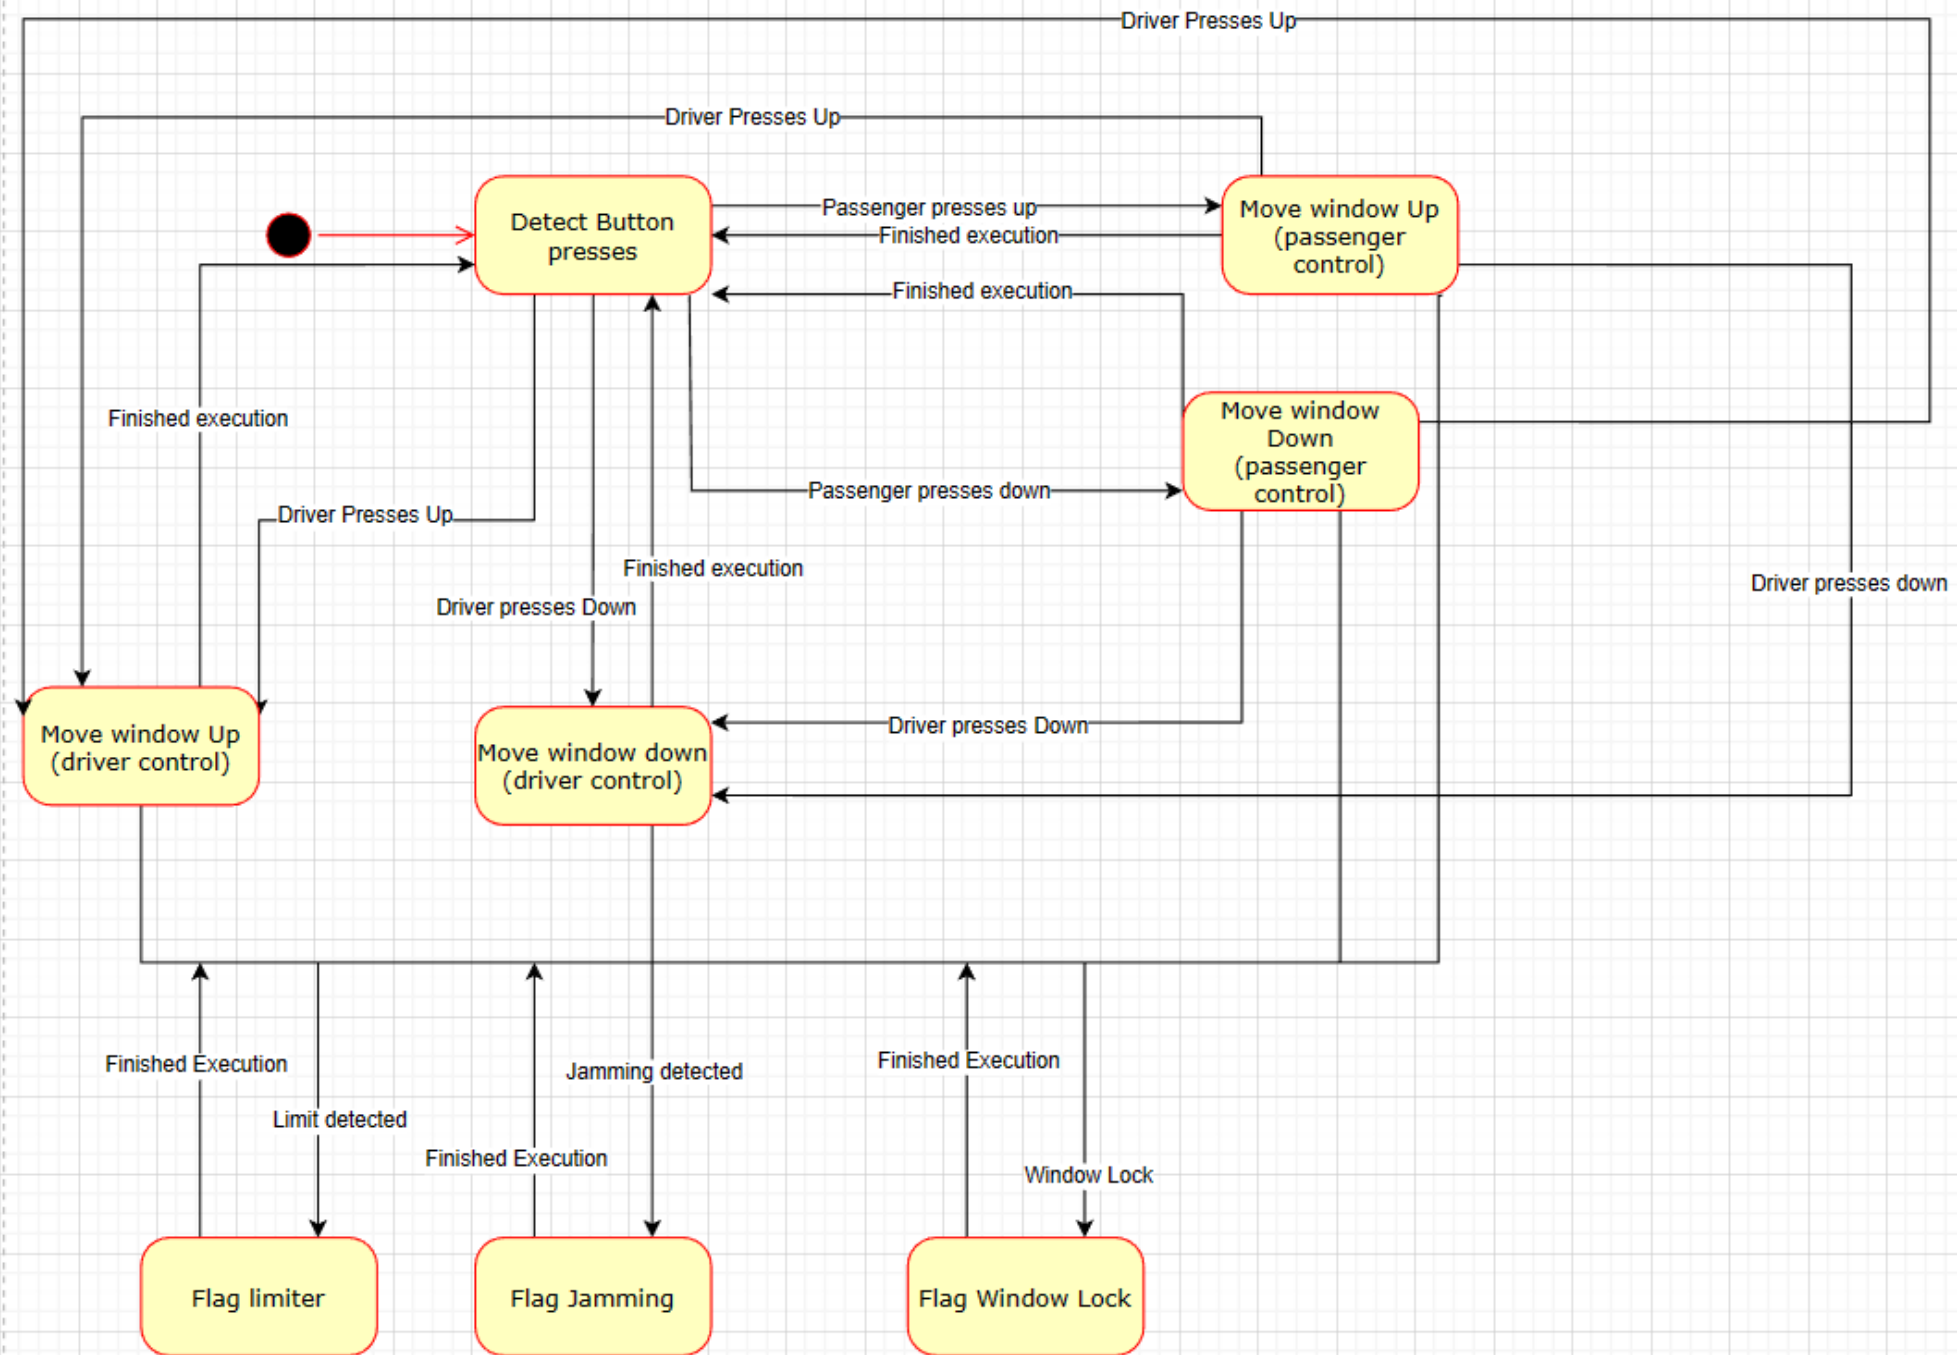 Driver Presses Up
Driver Presses Up
Detect Button
presses
Passenger presses up
Finished execution
Move window Up
(passenger
control)
Finished execution
Finished execution
Move window
Down
(passenger
control)
Passenger presses down
Driver Presses Up
Finished execution
Driver presses Down
Driver presses down
Move window Up
(driver control)
Move window down
(driver control)
Driver presses Down
Finished Execution
Jamming detected
Finished Execution
Limit detected
Finished Execution
Window Lock
Flag limiter
Flag Jamming
Flag Window Lock